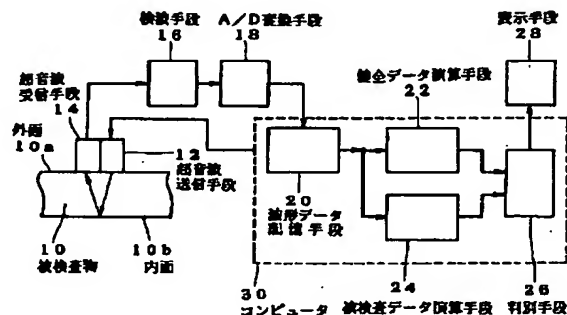 検波手段
16
A/D変換手段
18
表示手段
28
超音波
受信手段
14
健全データ演算手段
22
外面
10a
12
超音波
送信手段
20
波形データ
記憶手段
10
被検査物
10b
内面
24
被検査データ演算手段
26
判別手段
30
コンピュータ